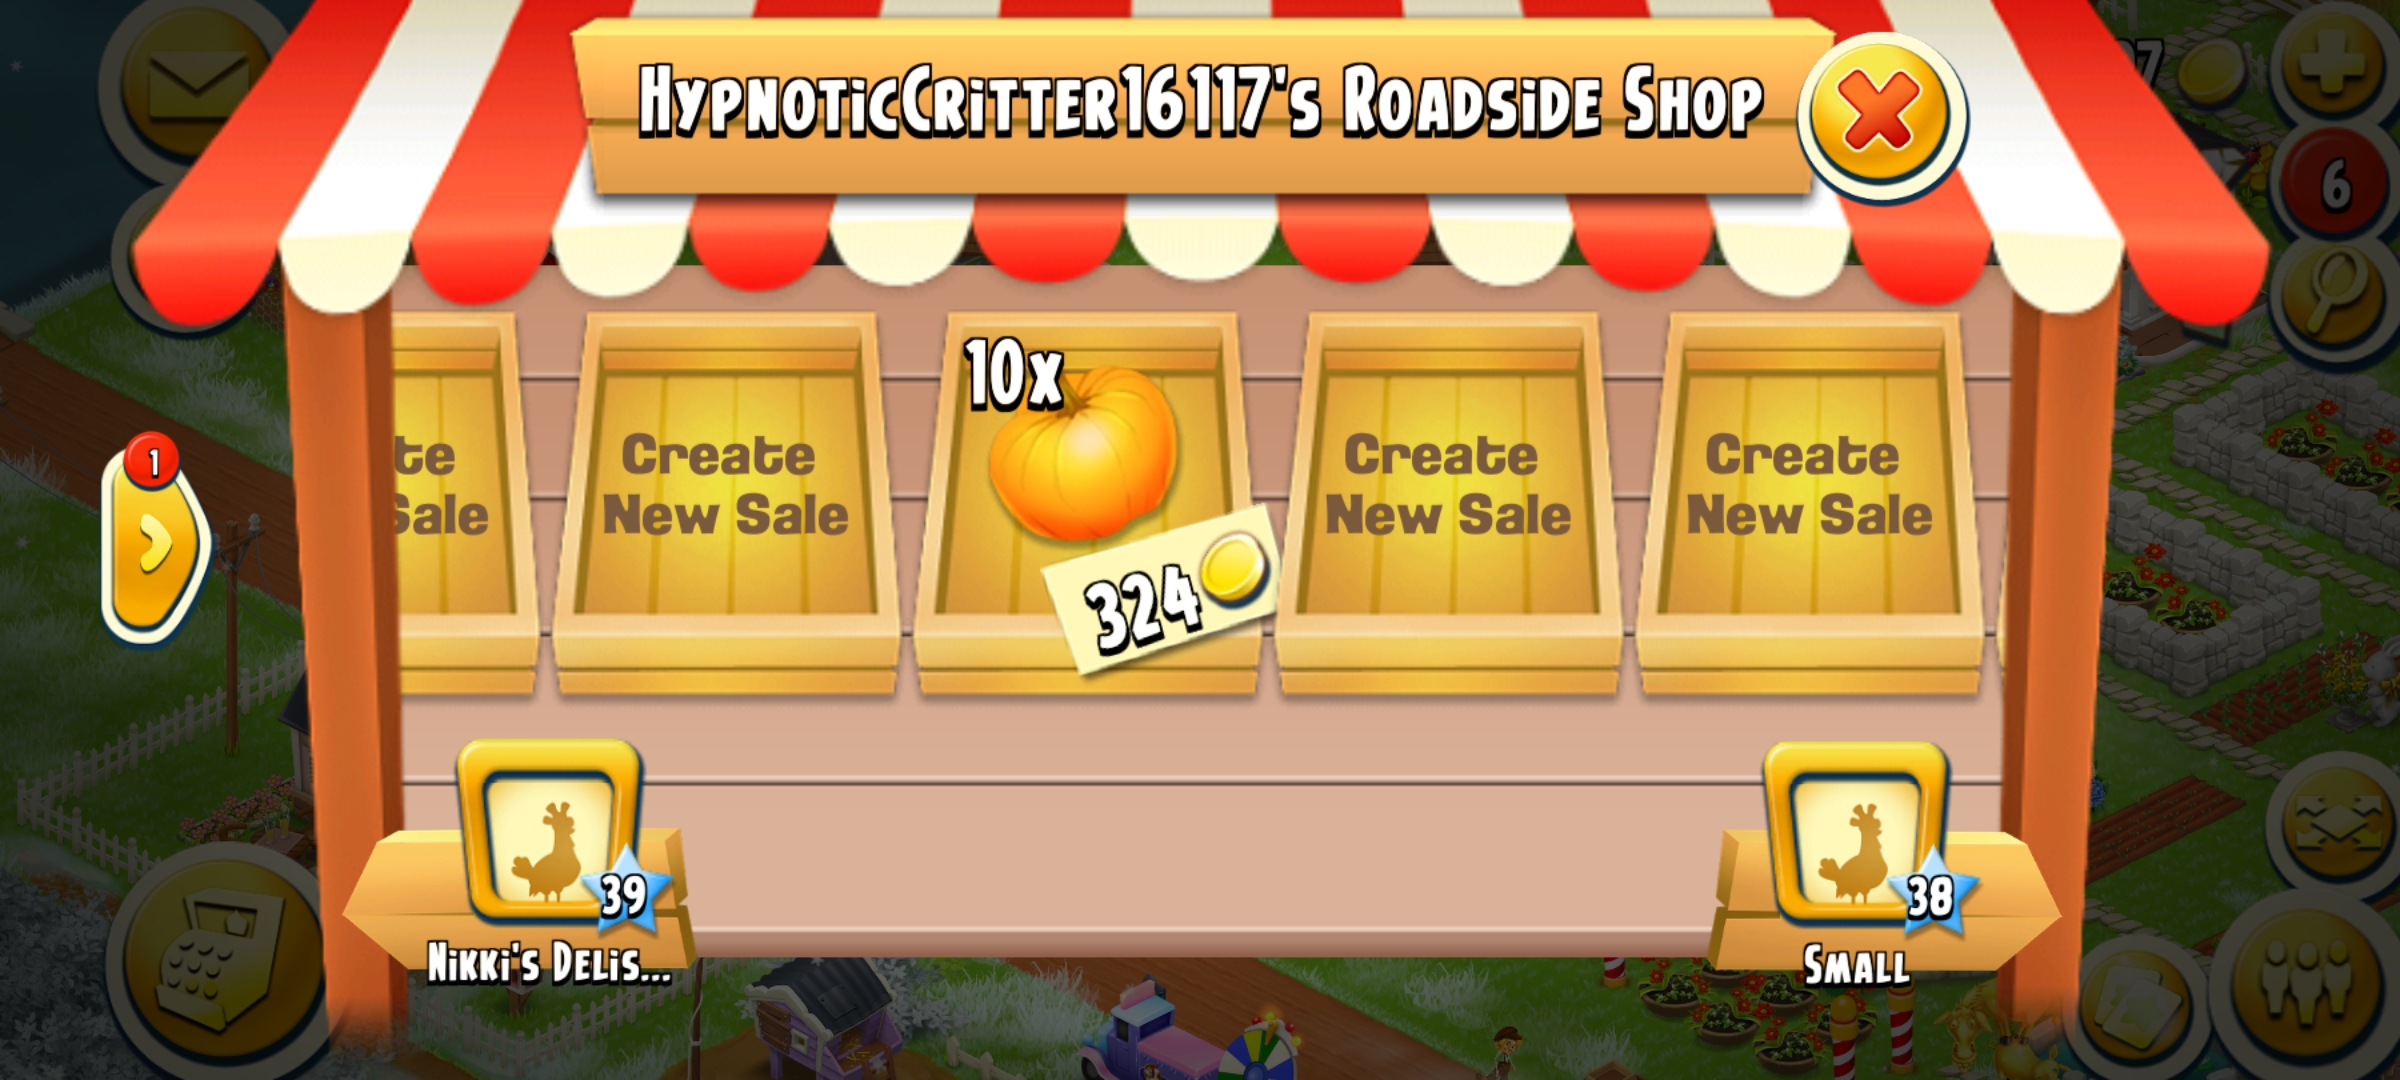 HypnoticCritter16117's Roadside Shop
7
6
1
te
Sale
Create
New Sale
10x
324
Create
New Sale
Create
New Sale
39
Nikki's Delis...
38
Small